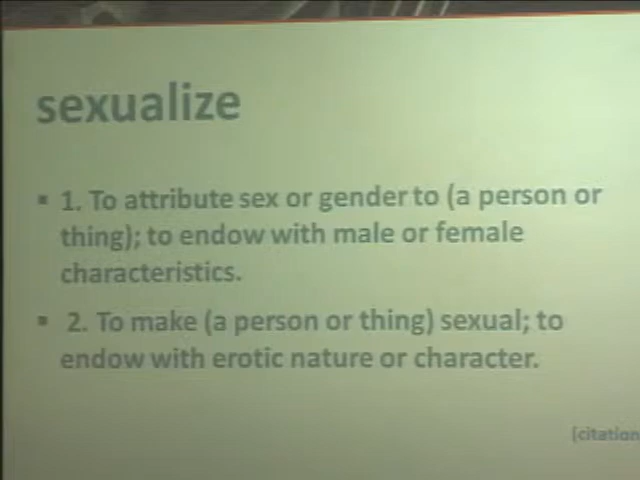 sexualize
▪ 1. To attribute sex or gender to (a person or
thing); to endow with male or female
characteristics.
▪ 2. To make (a person or thing) sexual; to
endow with erotic nature or character.
[citation